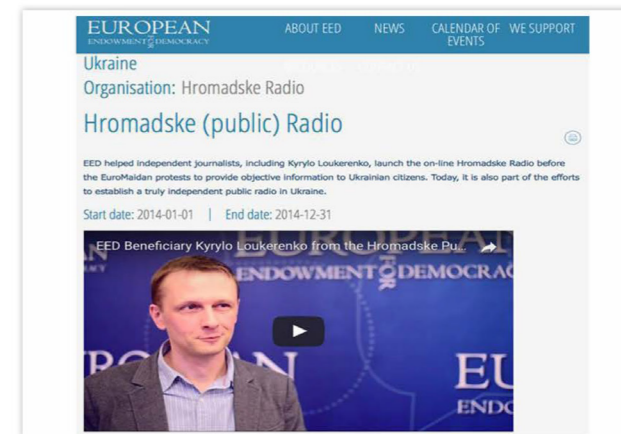 EUROPEAN
ENDOWMENT FOR DEMOCRACY
ABOUT EED
NEWS
CALENDAR OF EVENTS
WE SUPPORT
Ukraine
Organisation: Hromadske Radio
Hromadske (public) Radio
EED helped independent journalists, including Kyrylo Loukerenko, launch the on-line Hromadske Radio before
the EuroMaidan protests to provide objective information to Ukrainian citizens. Today, it is also part of the efforts
to establish a truly independent public radio in Ukraine.
Start date: 2014-01-01 | End date: 2014-12-31
EED Beneficiary Kyrylo Loukerenko from the Hromadske Pu...
EUROPEAN
ENDOWMENT FOR DEMOCRAC
EU
ENDO